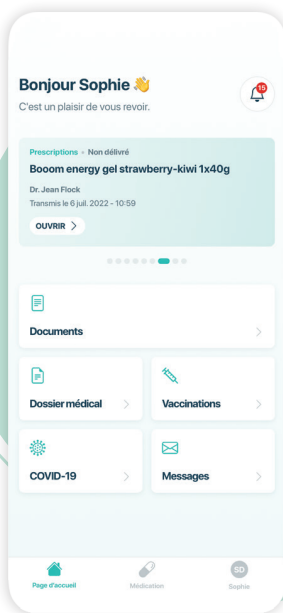 Bonjour Sophie 👋
15
C'est un plaisir de vous revoir.
Prescriptions - Non délivré
Booom energy gel strawberry-kiwi 1x40g
Dr. Jean Flock
Transmis le 6 juil. 2022 - 10:59
OUVRIR
Documents
Dossier médical
Vaccinations
COVID-19
Messages
SD
Page d'accueil
Médication
Sophie